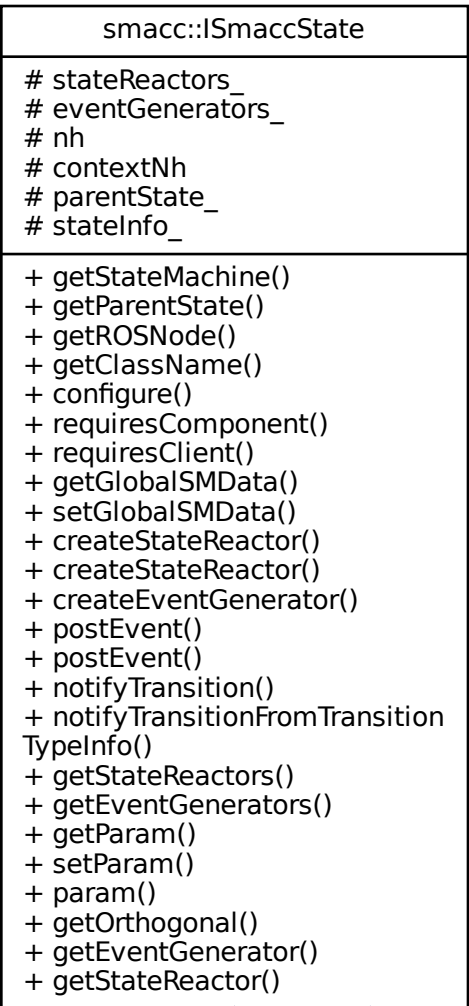 smacc::ISmaccState
# stateReactors_
# eventGenerators_
# nh
# contextNh
# parentState_
# stateInfo_
+ getStateMachine()
+ getParentState()
+ getROSNode()
+ getClassName()
+ configure()
+ requiresComponent()
+ requiresClient()
+ getGlobalSMData()
+ setGlobalSMData()
+ createStateReactor()
+ createStateReactor()
+ createEventGenerator()
+ postEvent()
+ postEvent()
+ notifyTransition()
+ notifyTransitionFromTransition
TypeInfo()
+ getStateReactors()
+ getEventGenerators()
+ getParam()
+ setParam()
+ param()
+ getOrthogonal()
+ getEventGenerator()
+ getStateReactor()